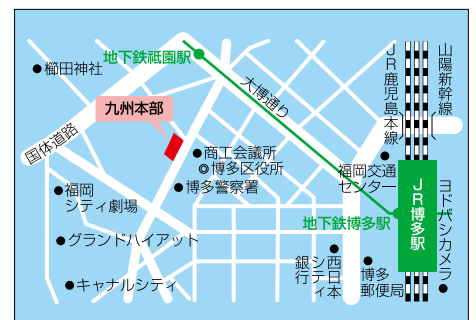 地下鉄祇園駅
櫛田神社
九州本部
国体道路
大博通り
JR鹿児島本線
山陽新幹線
商工会議所
博多区役所
博多警察署
福岡交通
センター
JR博多駅
ヨドバシカメラ
地下鉄博多駅
福岡
シティ劇場
グランドハイアット
キャナルシティ
西日本
シティ
銀行
博多
郵便局